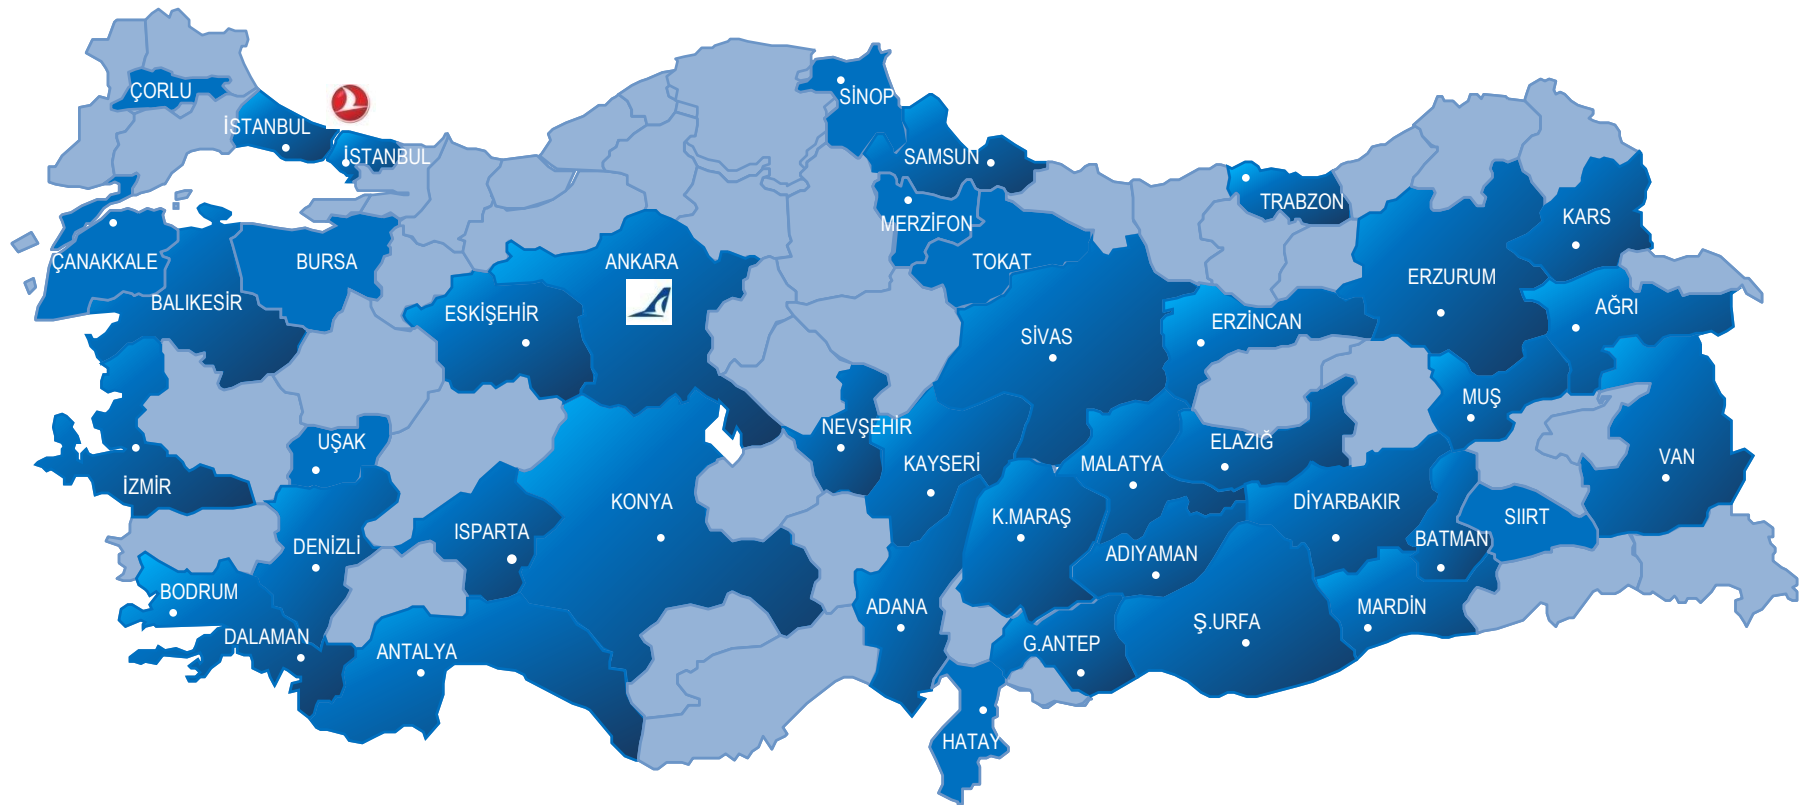 ÇORLU
SİNOP
İSTANBUL
İSTANBUL
SAMSUN
TRABZON
KARS
MERZİFON
ÇANAKKALE
BURSA
ANKARA
TOKAT
ERZURUM
BALIKESİR
ESKİŞEHİR
ERZİNCAN
AĞRI
SİVAS
MUŞ
NEVŞEHİR
UŞAK
ELAZIĞ
KAYSERİ
MALATYA
VAN
İZMİR
KONYA
DİYARBAKIR
K.MARAŞ
SIIRT
ISPARTA
DENİZLİ
BATMAN
ADIYAMAN
BODRUM
ADANA
MARDİN
Ş.URFA
DALAMAN
G.ANTEP
ANTALYA
HATAY